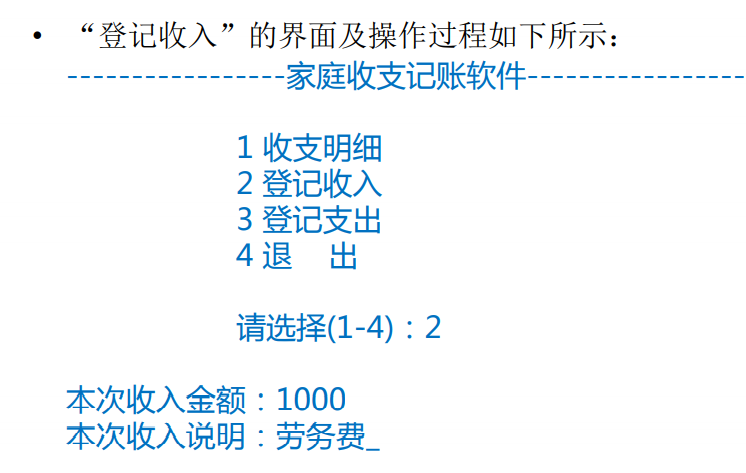 • “登记收入”的界面及操作过程如下所示：
-----------------家庭收支记账软件-----------------
1 收支明细
2 登记收入
3 登记支出
4 退 出
请选择(1-4)：2
本次收入金额：1000
本次收入说明：劳务费_